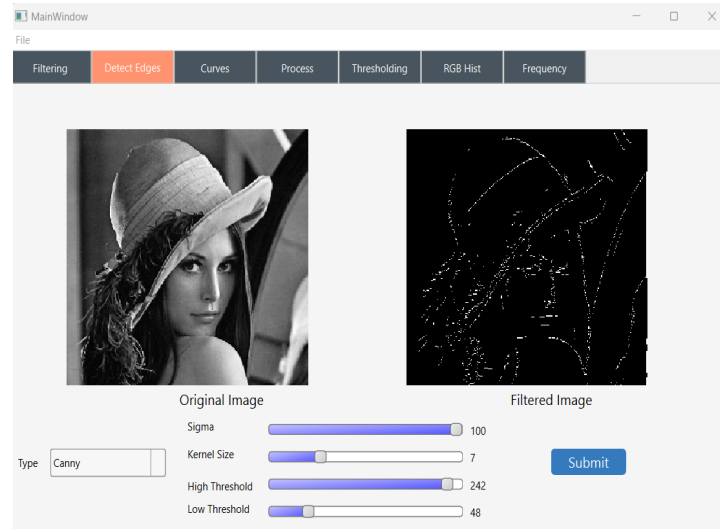 MainWindow
File
Filtering Detect Edges Curves Process Thresholding RGB Hist Frequency
Original Image Filtered Image
Sigma 100
Kernel Size 7
Type Canny Submit
High Threshold 242
Low Threshold 48